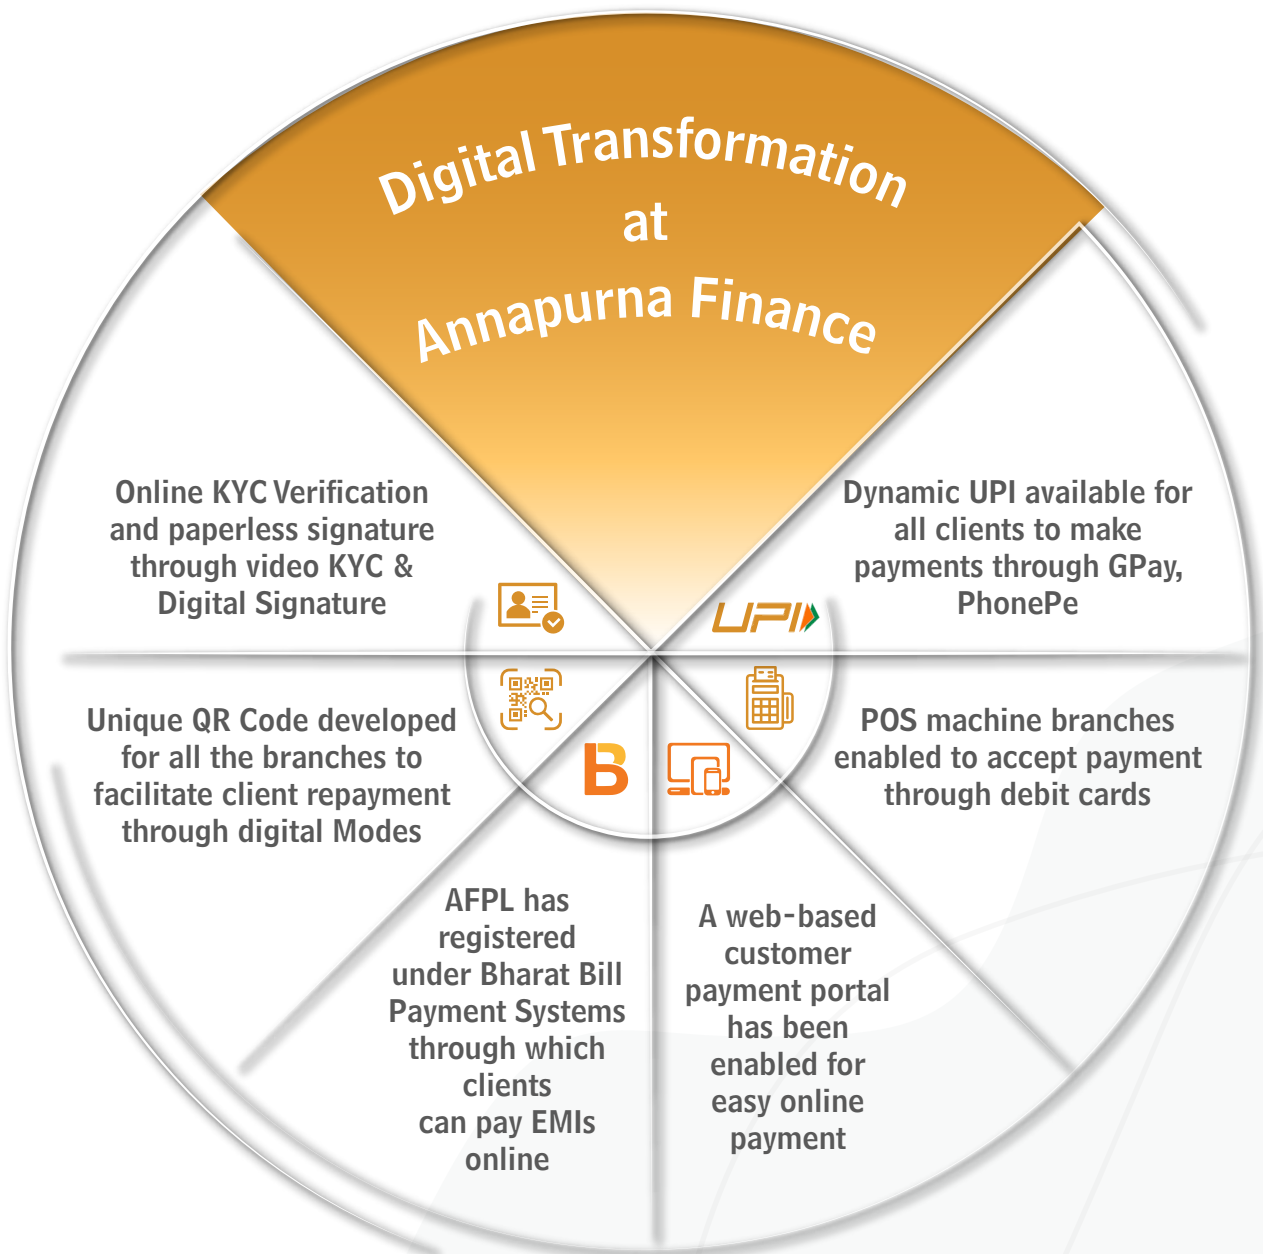 Digital Transformation
at
Annapurna Finance
Online KYC Verification
and paperless signature
through video KYC &
Digital Signature
Dynamic UPI available for
all clients to make
payments through GPay,
PhonePe
UPI
Unique QR Code developed
for all the branches to
facilitate client repayment
through digital Modes
POS machine branches
enabled to accept payment
through debit cards
B
AFPL has
registered
under Bharat Bill
Payment Systems
through which
clients
can pay EMIs
online
A web-based
customer
payment portal
has been
enabled for
easy online
payment